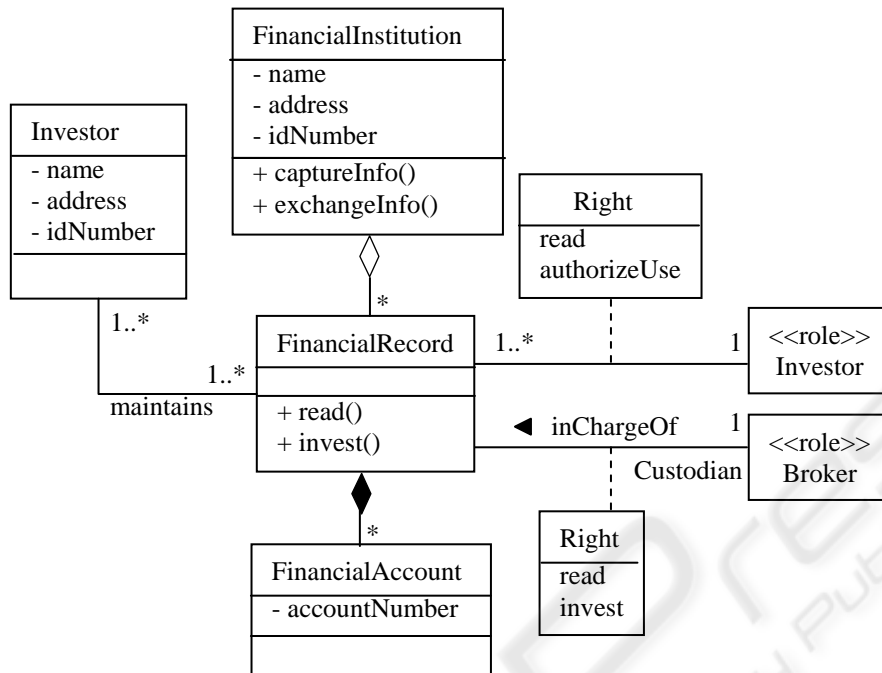 FinancialInstitution
- name
- address
- idNumber
+ captureInfo()
+ exchangeInfo()
Investor
- name
- address
- idNumber
Right
read
authorizeUse
*
1..*
1..*
maintains
FinancialRecord
+ read()
+ invest()
1..*
1
<<role>>
Investor
inChargeOf
1
Custodian
<<role>>
Broker
*
FinancialAccount
- accountNumber
Right
read
invest